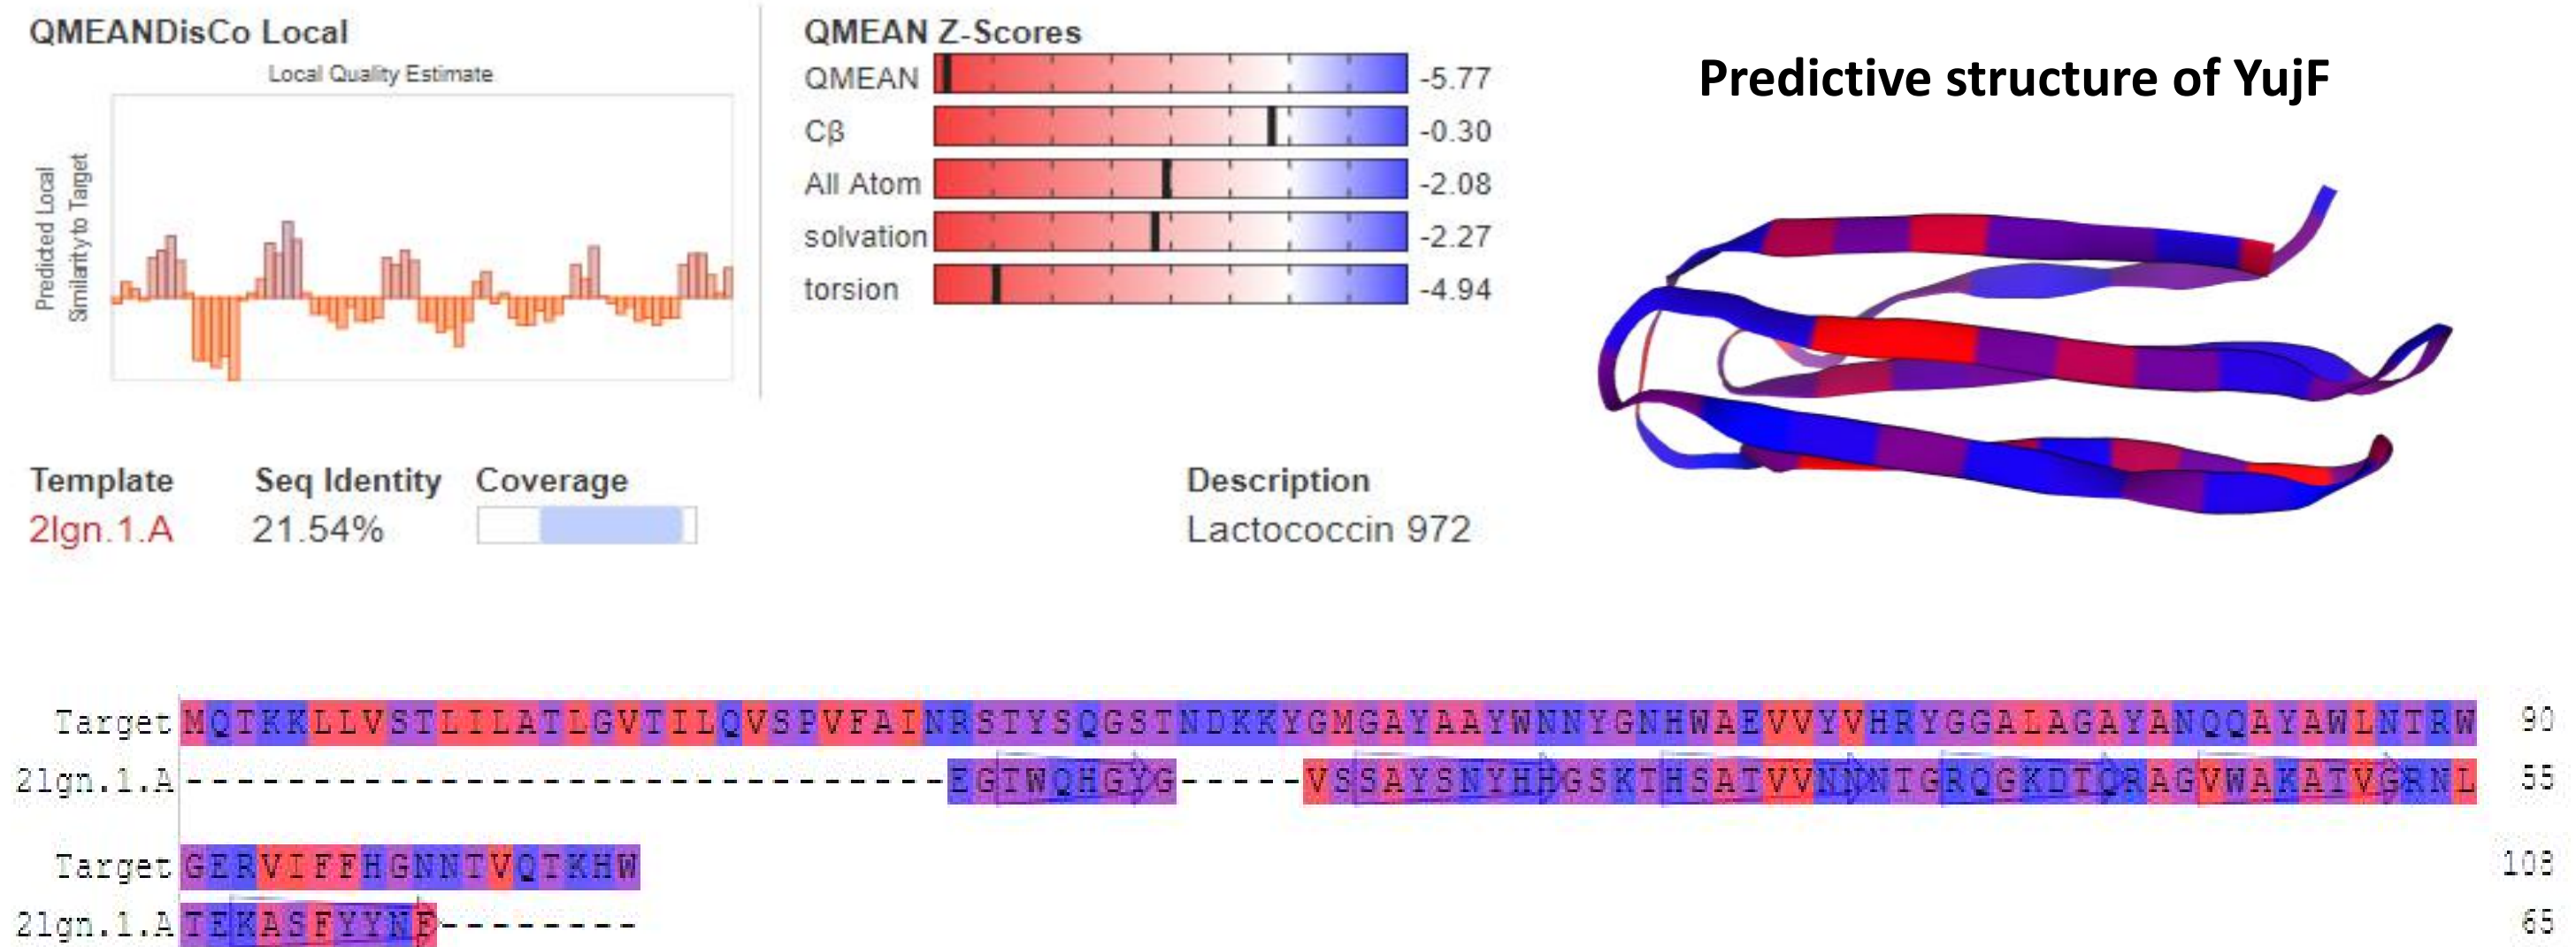 QMEANDisCo Local
Local Quality Estimate
Predicted Local
Similarity to Target
QMEAN Z-Scores
QMEAN -5.77
Cβ -0.30
All Atom -2.08
solvation -2.27
torsion -4.94
Predictive structure of YujF
Template Seq Identity Coverage Description
2lgn.1.A 21.54% Lactococcin 972
Target MQTKKLLVSTLILATLGVTILQVSPVFAINRSTYSQGSTNDKKYGMGAYAAYWNNYGNHWAEVVYVHRYGGALAGAYANQQAYAWLNTRW 90
2lgn.1.A ------------------------------EGTWQHGYG-----VSSAYSNYHHGSKTHSATVVNNNTGRQGKDTQRAGVWAKATVGRNL 55
Target GERVIFFHGNNTVQTKHW 108
2lgn.1.A TEKASFYYNF-------- 65